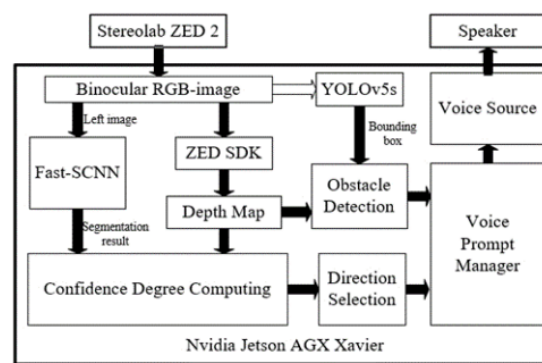 Stereolab ZED 2
Speaker
Binocular RGB-image
YOLOv5s
Voice Source
Left image
Bounding
box
ZED SDK
Fast-SCNN
Obstacle
Detection
Depth Map
Voice
Prompt
Manager
Segmentation
result
Confidence Degree Computing
Direction
Selection
Nvidia Jetson AGX Xavier